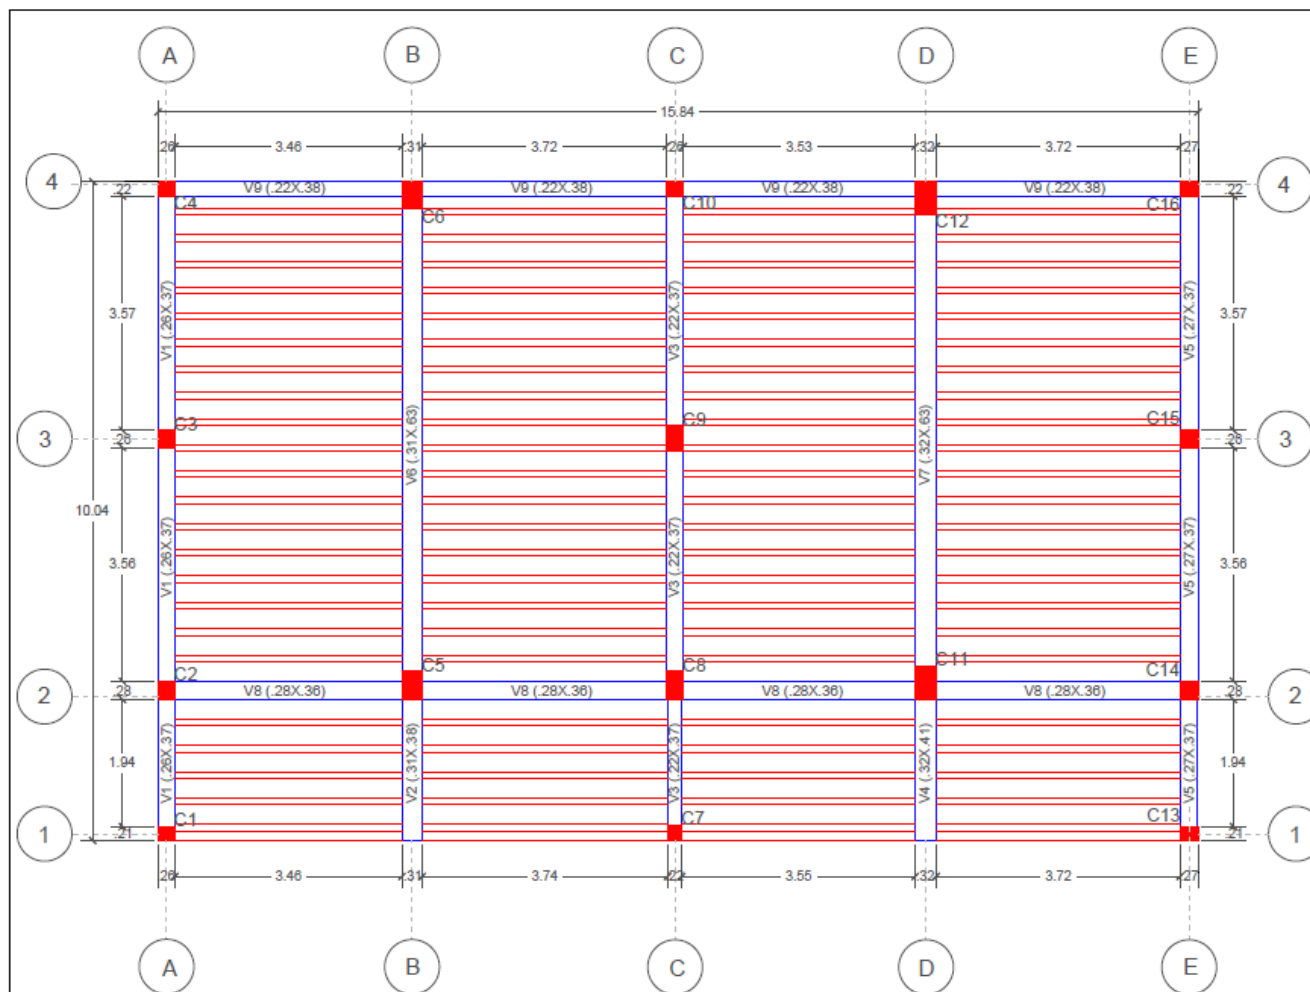 A B C D E
15.84
.26 3.46 .31 3.72 .26 3.53 .32 3.72 .27
4 4
.22 V9 (.22X.38) V9 (.22X.38) V9 (.22X.38) V9 (.22X.38) .22
C4 C6 C10 C12 C16
3.57 V1 (.26X.37) V3 (.22X.37) V5 (.27X.37) 3.57
C3 C9 C15
3 .26 .26 3
V6 (.31X.63) V7 (.32X.63)
10.04
3.56 V1 (.26X.37) V3 (.22X.37) V5 (.27X.37) 3.56
C2 C5 C8 C11 C14
2 .28 V8 (.28X.36) V8 (.28X.36) V8 (.28X.36) V8 (.28X.36) .28 2
1.94 V1 (.26X.37) V2 (.31X.38) V3 (.22X.37) V4 (.32X.41) V5 (.27X.37) 1.94
C1 C7 C13
1 .21 .21 1
.26 3.46 .31 3.74 .22 3.55 .32 3.72 .27
A B C D E